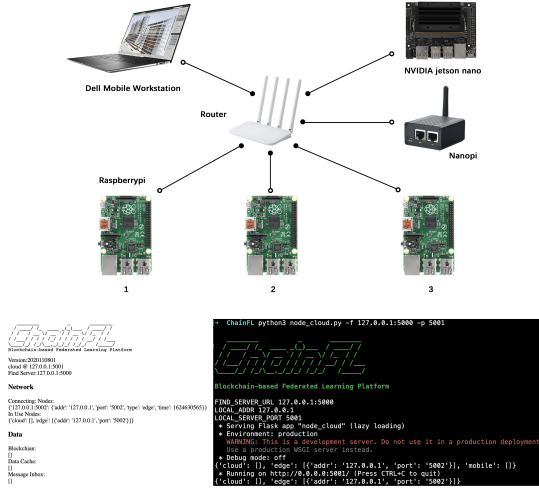 NVIDIA jetson nano
Dell Mobile Workstation
Router
Nanopi
Raspberrypi
1
2
3
ChainFL
Blockchain-based Federated Learning Platform
Version:2020110801
cloud @ 127.0.0.1:5001
Find Server:127.0.0.1:5000
Network
Connecting Nodes:
{'127.0.0.1:5002': {'addr': '127.0.0.1', 'port': '5002', 'type': 'edge', 'time': 1624630565}}
In Use Nodes:
{'cloud': [], 'edge': [{'addr': '127.0.0.1', 'port': '5002'}]}
Data
Blockchian:
[]
Data Cache:
[]
Message Inbox:
[]
→ ChainFL python3 node_cloud.py -f 127.0.0.1:5000 -p 5001
ChainFL
Blockchain-based Federated Learning Platform
FIND_SERVER_URL 127.0.0.1:5000
LOCAL_ADDR 127.0.0.1
LOCAL_SERVER_PORT 5001
* Serving Flask app "node_cloud" (lazy loading)
* Environment: production
WARNING: This is a development server. Do not use it in a production deployment
Use a production WSGI server instead.
* Debug mode: off
{'cloud': [], 'edge': [{'addr': '127.0.0.1', 'port': '5002'}], 'mobile': []}
* Running on http://0.0.0.0:5001/ (Press CTRL+C to quit)
{'cloud': [], 'edge': [{'addr': '127.0.0.1', 'port': '5002'}]}